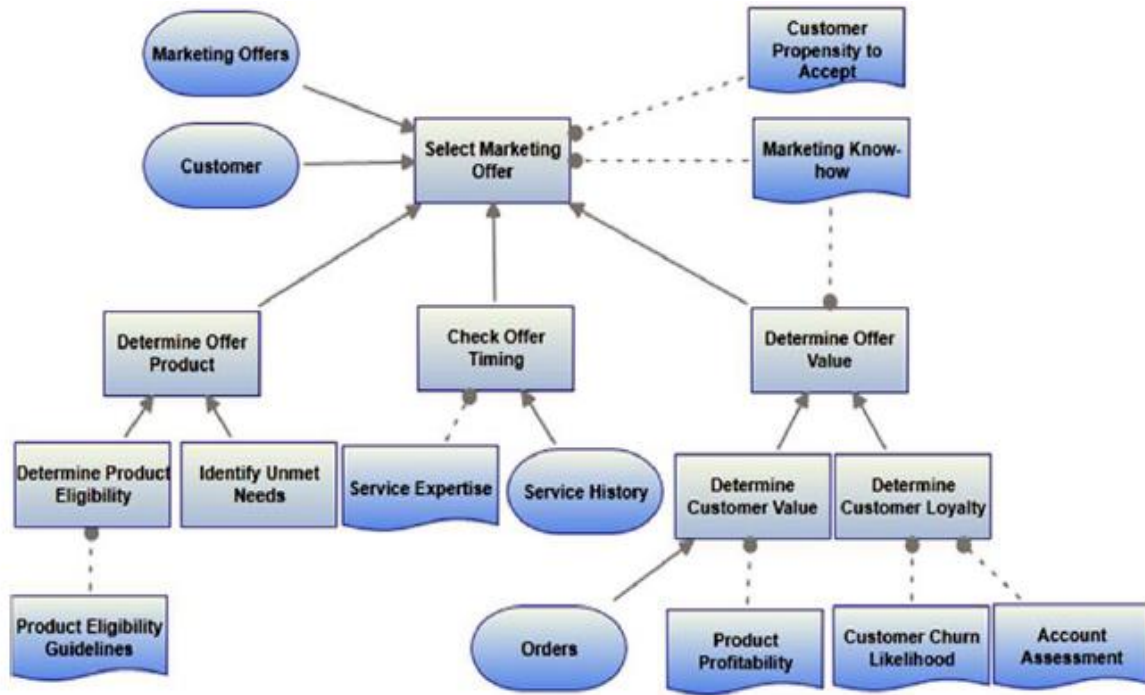 Marketing Offers
Customer
Propensity to
Accept
Customer
Select Marketing
Offer
Marketing Know-
how
Determine Offer
Product
Check Offer
Timing
Determine Offer
Value
Determine Product
Eligibility
Identify Unmet
Needs
Service Expertise
Service History
Determine
Customer Value
Determine
Customer Loyalty
Product Eligibility
Guidelines
Orders
Product
Profitability
Customer Churn
Likelihood
Account
Assessment